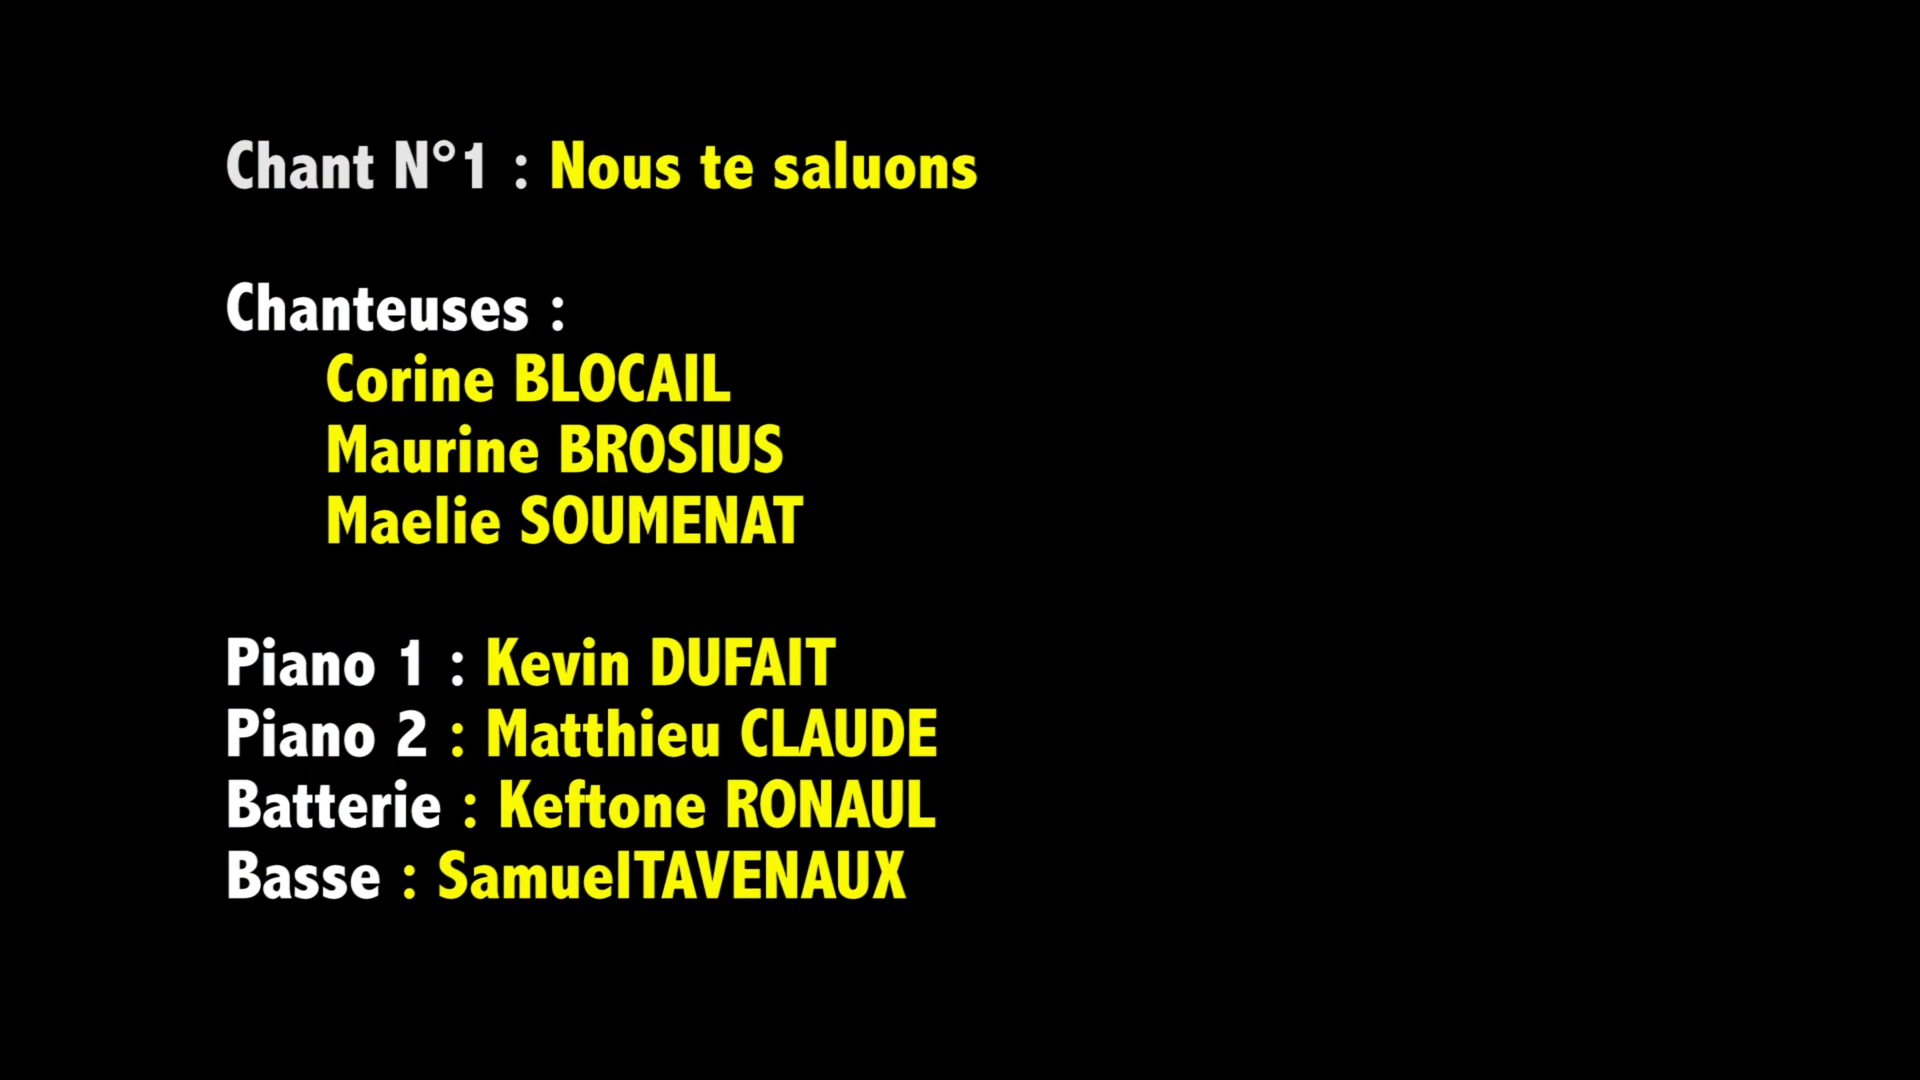 Chant N°1 : Nous te saluons
Chanteuses :
Corine BLOCAIL
Maurine BROSIUS
Maelie SOUMENAT
Piano 1 : Kevin DUFAIT
Piano 2 : Matthieu CLAUDE
Batterie : Keftone RONAUL
Basse : SamuelTAVENAUX